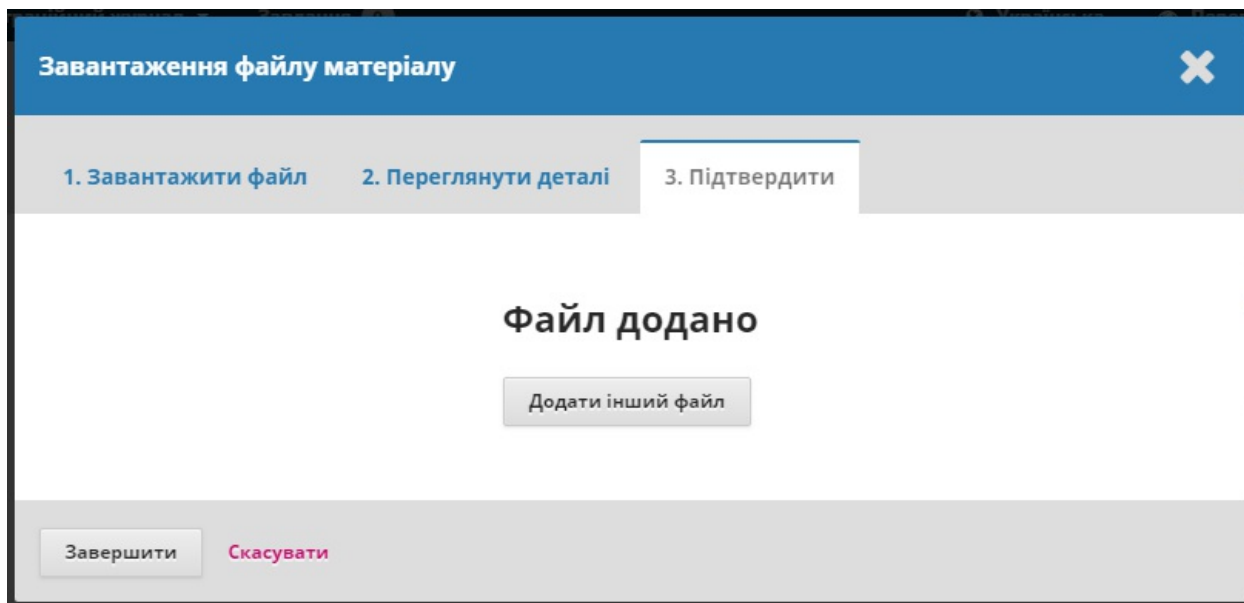 Завантаження файлу матеріалу
1. Завантажити файл 2. Переглянути деталі 3. Підтвердити
Файл додано
Додати інший файл
Завершити Скасувати